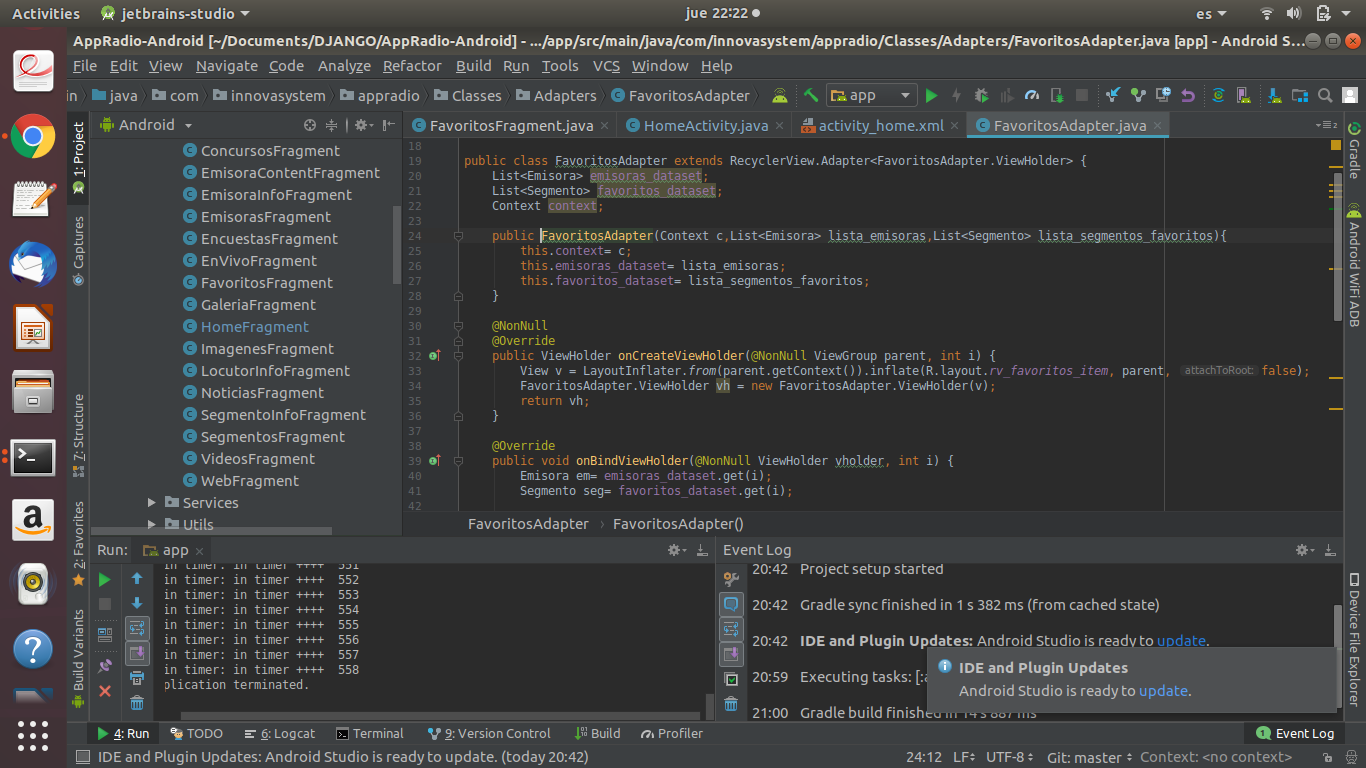 Activities jetbrains-studio jue 22:22 es
AppRadio-Android [~/Documents/DJANGO/AppRadio-Android] - .../app/src/main/java/com/innovasystem/appradio/Classes/Adapters/FavoritosAdapter.java [app] - Android S...
File Edit View Navigate Code Analyze Refactor Build Run Tools VCS Window Help
in java com innovasystem appradio Classes Adapters FavoritosAdapter app
1: Project
Captures
7: Structure
2: Favorites
Build Variants
Android
ConcursosFragment
EmisoraContentFragment
EmisoraInfoFragment
EmisorasFragment
EncuestasFragment
EnVivoFragment
FavoritosFragment
GaleriaFragment
HomeFragment
ImagenesFragment
LocutorInfoFragment
NoticiasFragment
SegmentoInfoFragment
SegmentosFragment
VideosFragment
WebFragment
Services
Utils
FavoritosFragment.java HomeActivity.java activity_home.xml FavoritosAdapter.java
18
19 public class FavoritosAdapter extends RecyclerView.Adapter<FavoritosAdapter.ViewHolder> {
20 List<Emisora> emisoras_dataset;
21 List<Segmento> favoritos_dataset;
22 Context context;
23
24 public FavoritosAdapter(Context c,List<Emisora> lista_emisoras,List<Segmento> lista_segmentos_favoritos){
25 this.context= c;
26 this.emisoras_dataset= lista_emisoras;
27 this.favoritos_dataset= lista_segmentos_favoritos;
28 }
29
30 @NonNull
31 @Override
32 public ViewHolder onCreateViewHolder(@NonNull ViewGroup parent, int i) {
33 View v = LayoutInflater.from(parent.getContext()).inflate(R.layout.rv_favoritos_item, parent, attachToRoot: false);
34 FavoritosAdapter.ViewHolder vh = new FavoritosAdapter.ViewHolder(v);
35 return vh;
36 }
37
38 @Override
39 public void onBindViewHolder(@NonNull ViewHolder vholder, int i) {
40 Emisora em= emisoras_dataset.get(i);
41 Segmento seg= favoritos_dataset.get(i);
42
FavoritosAdapter FavoritosAdapter()
Gradle
Android WiFi ADB
Device File Explorer
Run: app
in timer: in timer ++++ 551
in timer: in timer ++++ 552
in timer: in timer ++++ 553
in timer: in timer ++++ 554
in timer: in timer ++++ 555
in timer: in timer ++++ 556
in timer: in timer ++++ 557
in timer: in timer ++++ 558
plication terminated.
Event Log
20:42 Project setup started
20:42 Gradle sync finished in 1 s 382 ms (from cached state)
20:42 IDE and Plugin Updates: Android Studio is ready to update.
20:59 Executing tasks: [:a
21:00 Gradle build finished in 14 s 887 ms
IDE and Plugin Updates
Android Studio is ready to update.
4: Run TODO 6: Logcat Terminal 9: Version Control Build Profiler 1 Event Log
IDE and Plugin Updates: Android Studio is ready to update. (today 20:42) 24:12 LF UTF-8 Git: master Context: <no context>